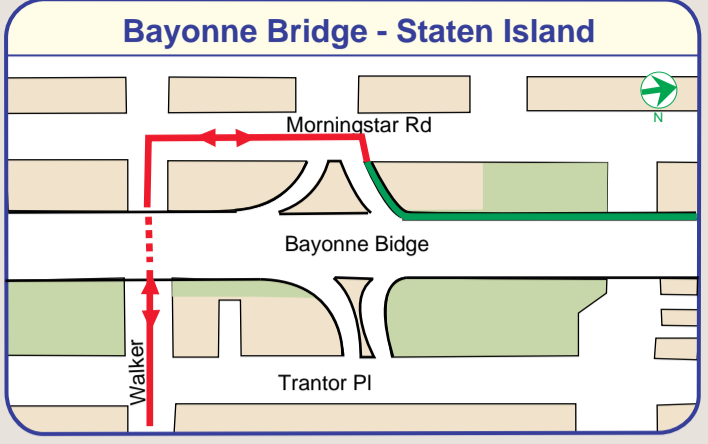 Bayonne Bridge - Staten Island
N
Morningstar Rd
Bayonne Bidge
Walker
Trantor Pl